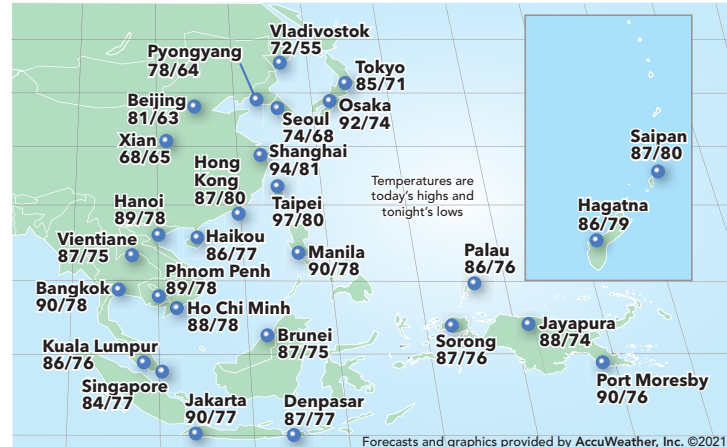 Vladivostok
72/55
Pyongyang
78/64
Tokyo
85/71
Beijing
81/63
Osaka
92/74
Seoul
74/68
Xian
68/65
Shanghai
94/81
Saipan
87/80
Hong
Kong
87/80
Temperatures are
today's highs and
tonight's lows
Taipei
97/80
Hanoi
89/78
Hagatna
86/79
Haikou
86/77
Vientiane
87/75
Manila
90/78
Palau
86/76
Phnom Penh
89/78
Bangkok
90/78
Ho Chi Minh
88/78
Brunei
87/75
Sorong
87/76
Jayapura
88/74
Kuala Lumpur
86/76
Singapore
84/77
Port Moresby
90/76
Jakarta
90/77
Denpasar
87/77
Forecasts and graphics provided by AccuWeather, Inc. ©2021